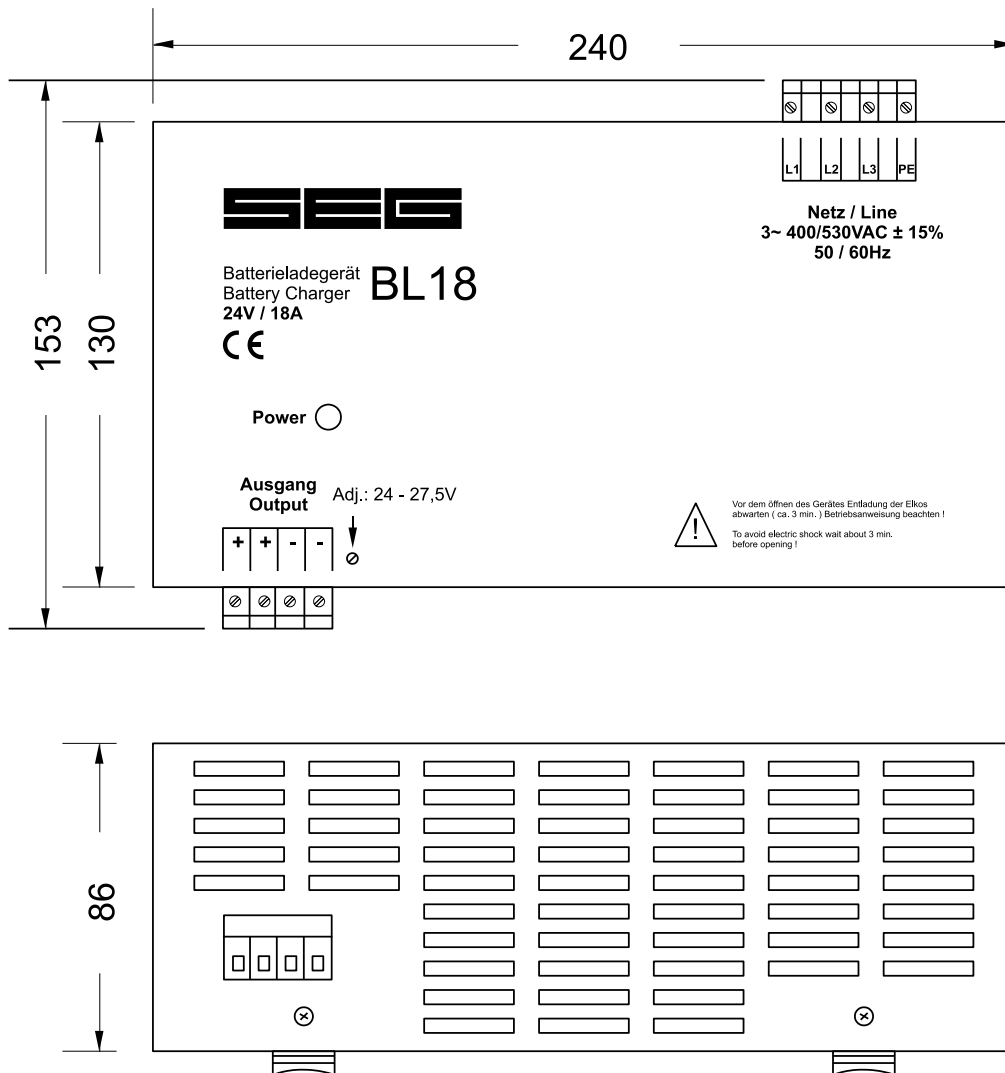 240
L1 L2 L3 PE
Netz / Line
3~ 400/530VAC ± 15%
50 / 60Hz
SEG
Batterieladegerät
Battery Charger
BL18
24V / 18A
CE
153
130
Power
Ausgang
Output
Adj.: 24 - 27,5V
+ + - -
!
Vor dem öffnen des Gerätes Entladung der Elkos
abwarten ( ca. 3 min. ) Betriebsanweisung beachten !
To avoid electric shock wait about 3 min.
before opening !
86